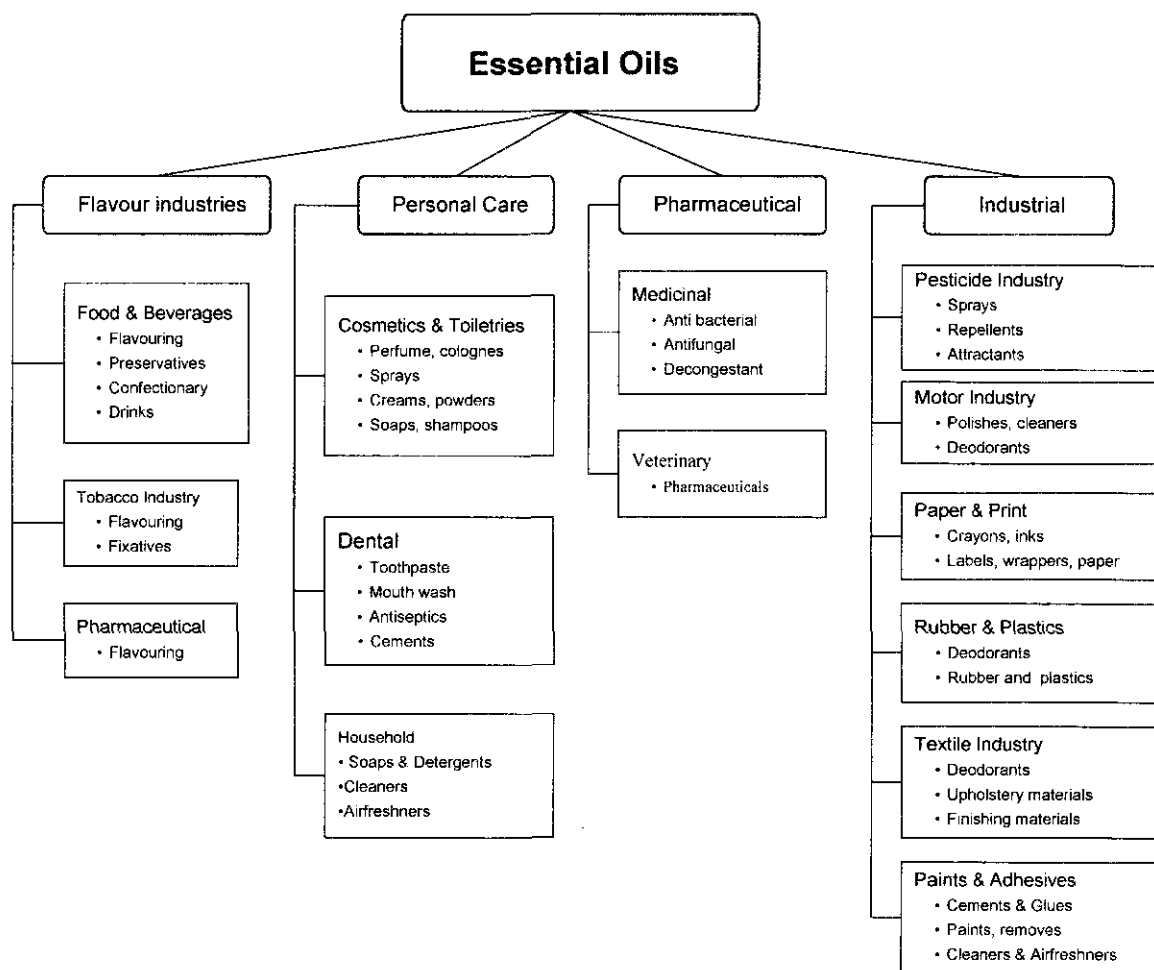 Essential Oils
Flavour industries
Food & Beverages
• Flavouring
• Preservatives
• Confectionary
• Drinks
Tobacco Industry
• Flavouring
• Fixatives
Pharmaceutical
• Flavouring
Personal Care
Cosmetics & Toiletries
• Perfume, colognes
• Sprays
• Creams, powders
• Soaps, shampoos
Dental
• Toothpaste
• Mouth wash
• Antiseptics
• Cements
Household
• Soaps & Detergents
•Cleaners
•Airfreshners
Pharmaceutical
Medicinal
• Anti bacterial
• Antifungal
• Decongestant
Veterinary
• Pharmaceuticals
Industrial
Pesticide Industry
• Sprays
• Repellents
• Attractants
Motor Industry
• Polishes, cleaners
• Deodorants
Paper & Print
• Crayons, inks
• Labels, wrappers, paper
Rubber & Plastics
• Deodorants
• Rubber and plastics
Textile Industry
• Deodorants
• Upholstery materials
• Finishing materials
Paints & Adhesives
• Cements & Glues
• Paints, removes
• Cleaners & Airfreshners